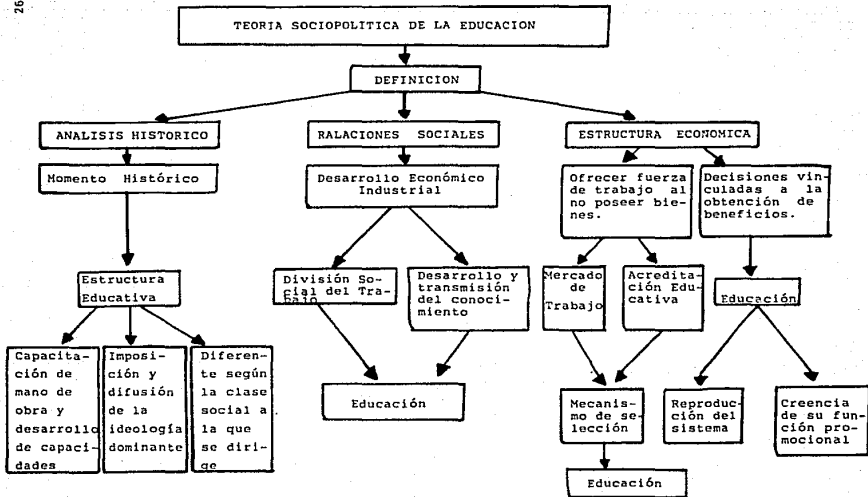 26
TEORIA SOCIOPOLITICA DE LA EDUCACION
DEFINICION
ANALISIS HISTORICO
RALACIONES SOCIALES
ESTRUCTURA ECONOMICA
Momento Histórico
Desarrollo Económico
Industrial
Ofrecer fuerza
de trabajo al
no poseer bie-
nes.
Decisiones vin-
culadas a la
obtención de
beneficios.
Estructura
Educativa
División So-
cial del Tra-
bajo
Desarrollo y
transmisión
del conoci-
miento
Mercado
de
Trabajo
Acredita-
ción Edu-
cativa
Educación
Capacita-
ción de
mano de
obra y
desarrollo
de capaci-
dades
Imposi-
ción y
difusión
de la
ideología
dominante
Diferen-
te según
la clase
social a
la que
se diri-
ge
Educación
Mecanis-
mo de se-
lección
Reproduc-
ción del
sistema
Creencia
de su fun
ción pro-
mocional
Educación